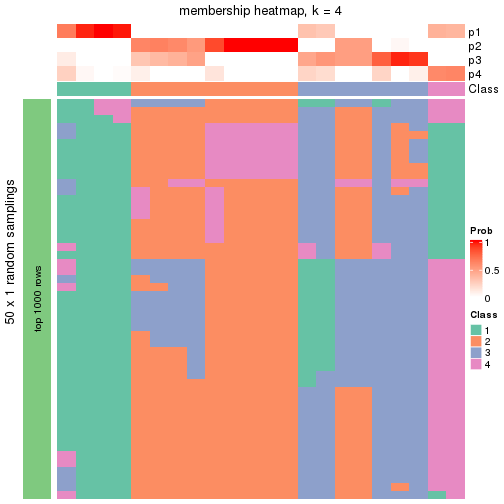 membership heatmap, k = 4
p1
p2
p3
p4
Class
50 x 1 random samplings
top 1000 rows
Prob
1
0.5
0
Class
1
2
3
4